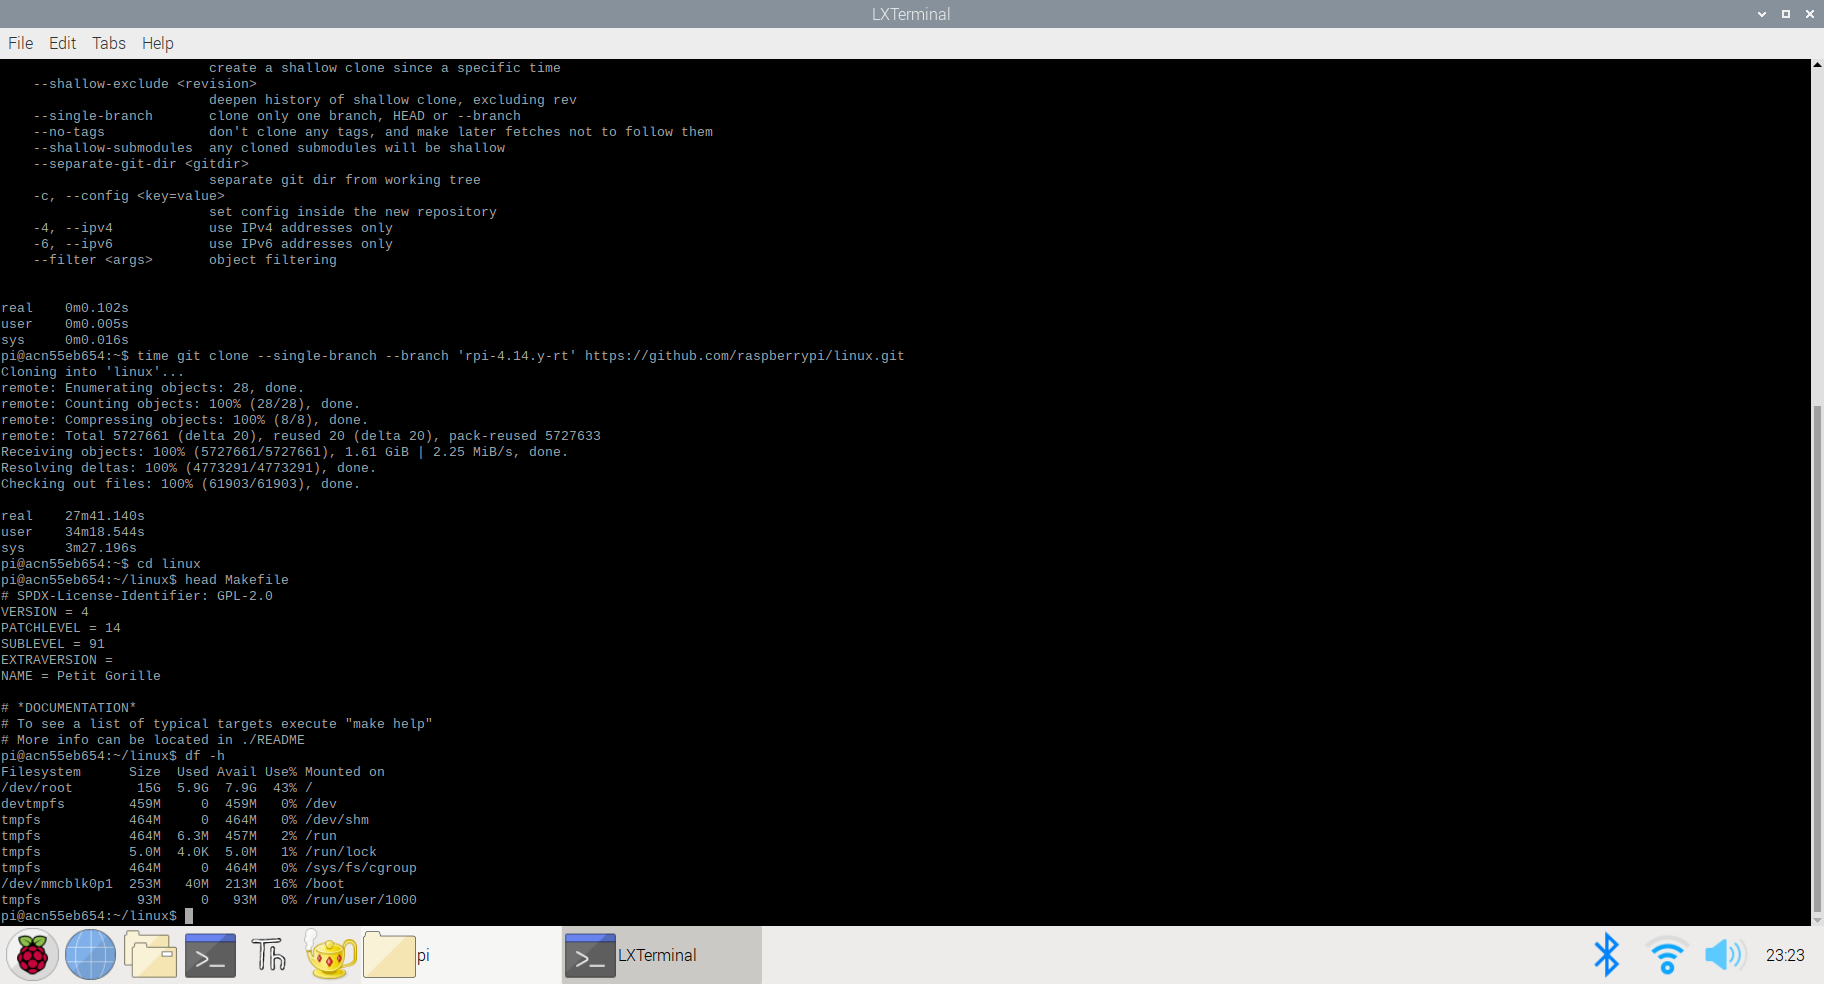 LXTerminal
File Edit Tabs Help
create a shallow clone since a specific time
--shallow-exclude <revision>
deepen history of shallow clone, excluding rev
--single-branch clone only one branch, HEAD or --branch
--no-tags don't clone any tags, and make later fetches not to follow them
--shallow-submodules any cloned submodules will be shallow
--separate-git-dir <gitdir>
separate git dir from working tree
-c, --config <key=value>
set config inside the new repository
-4, --ipv4 use IPv4 addresses only
-6, --ipv6 use IPv6 addresses only
--filter <args> object filtering
real 0m0.102s
user 0m0.005s
sys 0m0.016s
pi@acn55eb654:~$ time git clone --single-branch --branch 'rpi-4.14.y-rt' https://github.com/raspberrypi/linux.git
Cloning into 'linux'...
remote: Enumerating objects: 28, done.
remote: Counting objects: 100% (28/28), done.
remote: Compressing objects: 100% (8/8), done.
remote: Total 5727661 (delta 20), reused 20 (delta 20), pack-reused 5727633
Receiving objects: 100% (5727661/5727661), 1.61 GiB | 2.25 MiB/s, done.
Resolving deltas: 100% (4773291/4773291), done.
Checking out files: 100% (61903/61903), done.
real 27m41.140s
user 34m18.544s
sys 3m27.196s
pi@acn55eb654:~$ cd linux
pi@acn55eb654:~/linux$ head Makefile
# SPDX-License-Identifier: GPL-2.0
VERSION = 4
PATCHLEVEL = 14
SUBLEVEL = 91
EXTRAVERSION =
NAME = Petit Gorille
# *DOCUMENTATION*
# To see a list of typical targets execute "make help"
# More info can be located in ./README
pi@acn55eb654:~/linux$ df -h
Filesystem Size Used Avail Use% Mounted on
/dev/root 15G 5.9G 7.9G 43% /
devtmpfs 459M 0 459M 0% /dev
tmpfs 464M 0 464M 0% /dev/shm
tmpfs 464M 6.3M 457M 2% /run
tmpfs 5.0M 4.0K 5.0M 1% /run/lock
tmpfs 464M 0 464M 0% /sys/fs/cgroup
/dev/mmcblk0p1 253M 40M 213M 16% /boot
tmpfs 93M 0 93M 0% /run/user/1000
pi@acn55eb654:~/linux$
>_ Th pi >_ LXTerminal 23:23